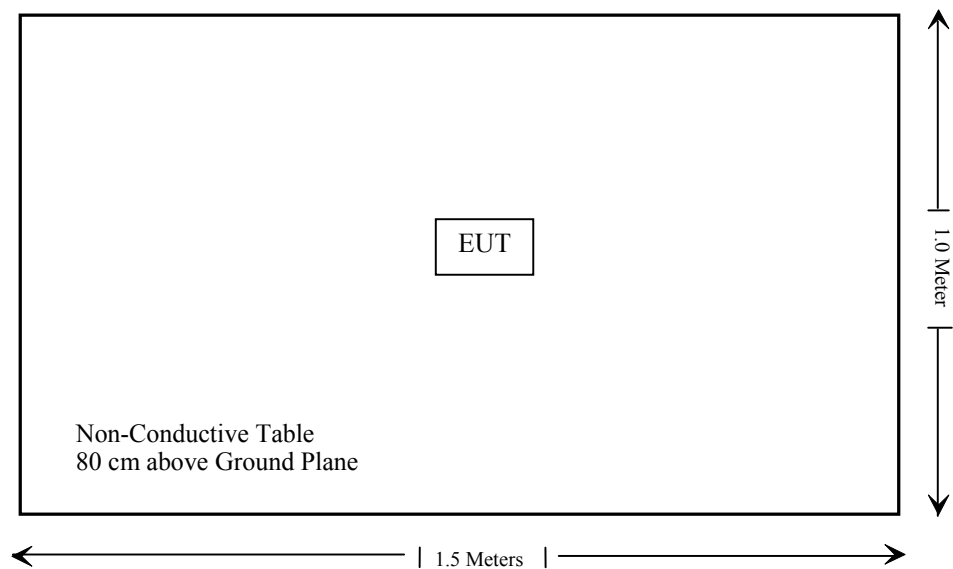 EUT
1.0 Meter
Non-Conductive Table
80 cm above Ground Plane
1.5 Meters